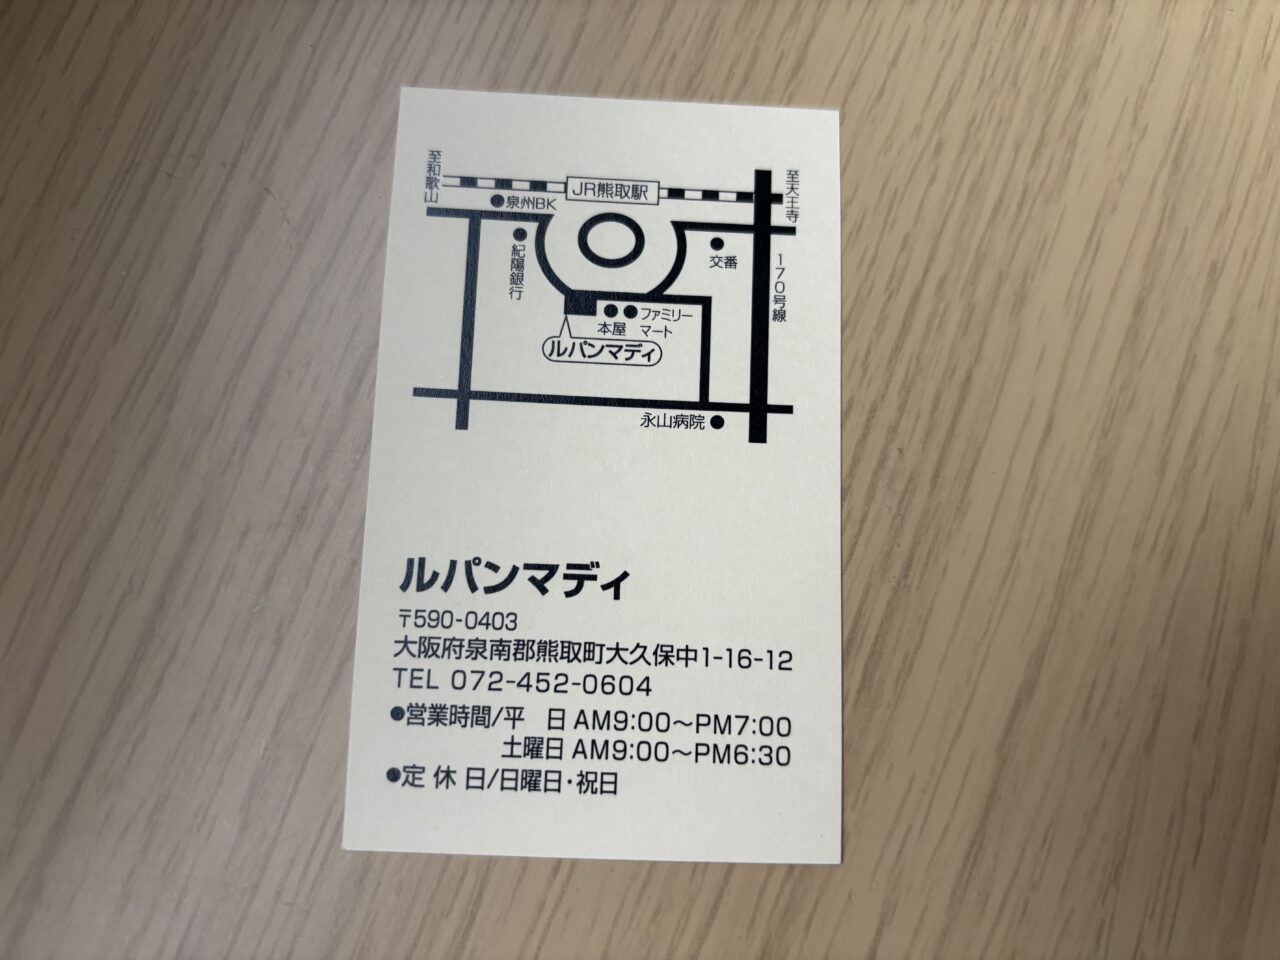 至和歌山
JR熊取駅
至天王寺
泉州BK
紀陽銀行
交番
170号線
本屋
ファミリー
マート
ルパンマディ
永山病院
ルパンマディ
〒590-0403
大阪府泉南郡熊取町大久保中1-16-12
TEL 072-452-0604
●営業時間/平　日 AM9:00〜PM7:00
土曜日 AM9:00〜PM6:30
●定 休 日/日曜日・祝日